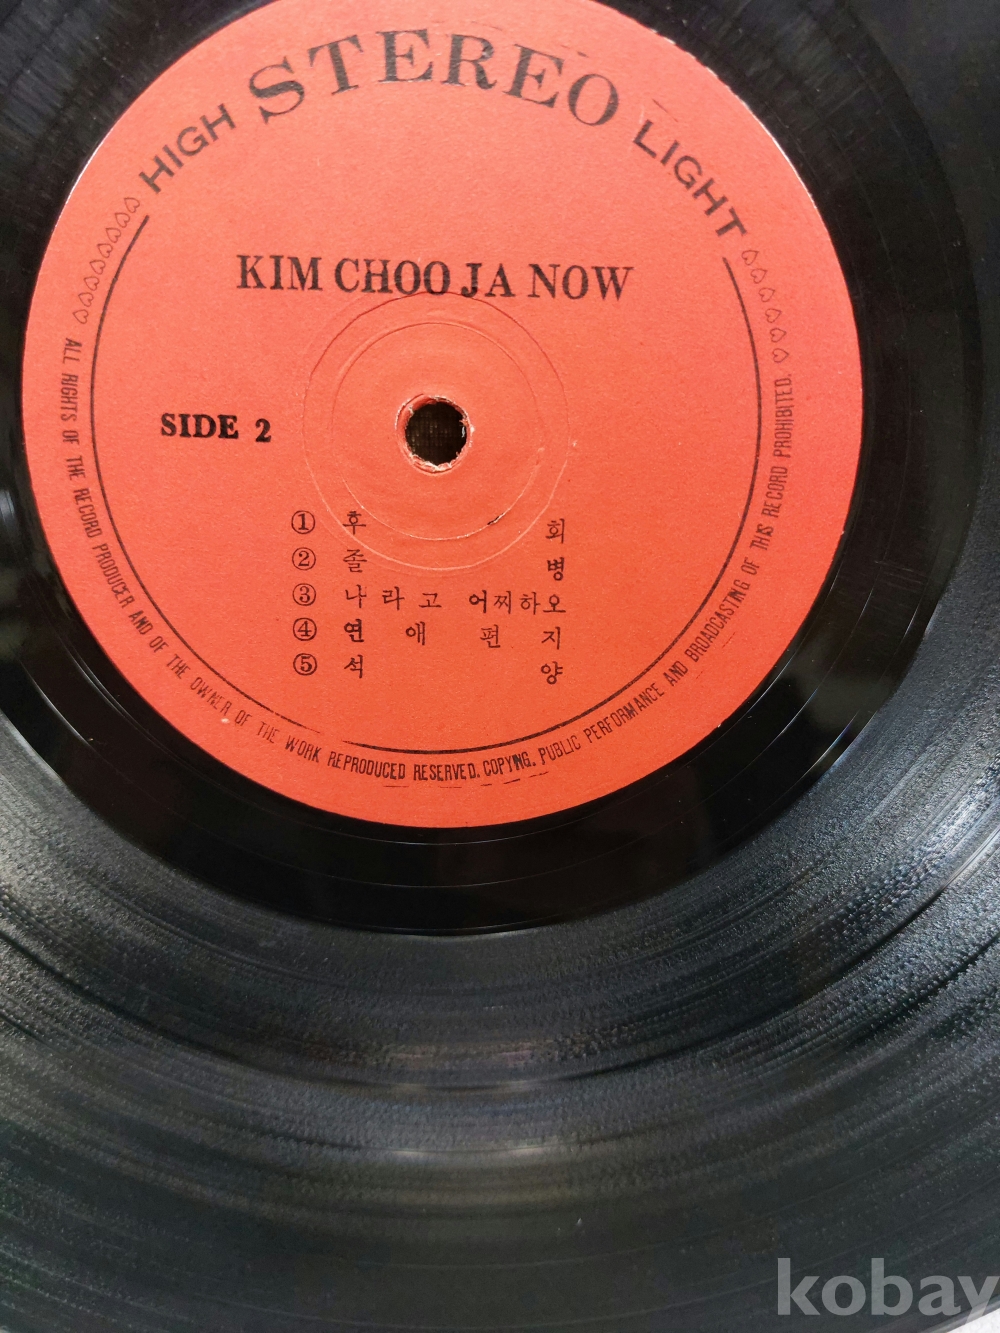 HIGH STEREO LIGHT
KIM CHOO JA NOW
SIDE 2
① 후 회
② 졸 병
③ 나 라 고 어찌하오
④ 연 애 편 지
⑤ 석 양
ALL RIGHTS OF THE RECORD PRODUCER AND OF THE OWNER OF THE WORK REPRODUCED RESERVED. COPYING. PUBLIC PERFORMANCE AND BROADCASTING OF THIS RECORD PROHIBITED.
kobay